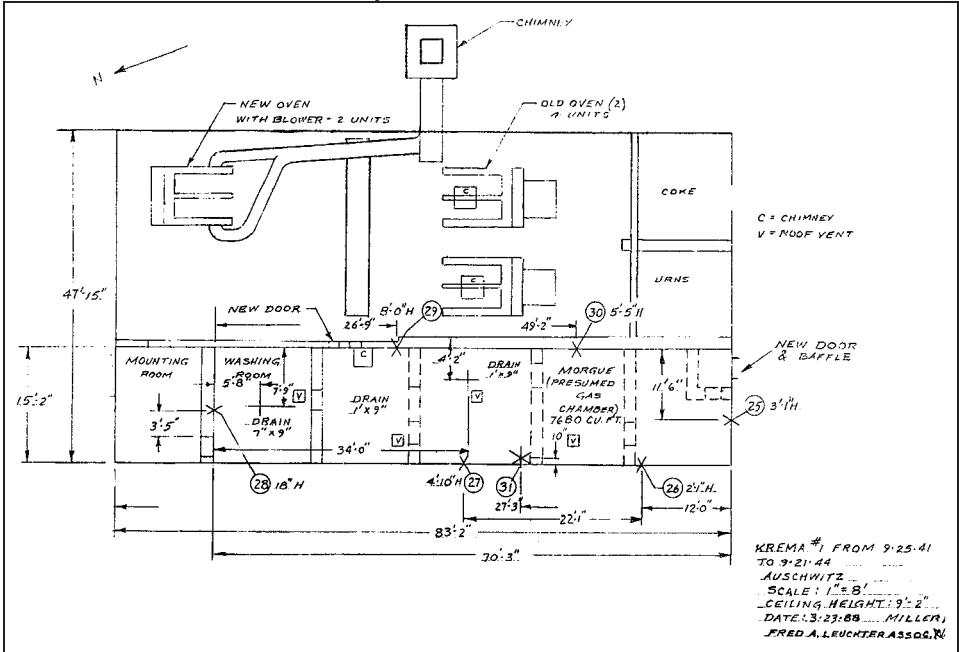 CHIMNEY
N
NEW OVEN
WITH BLOWER - 2 UNITS
OLD OVEN (2)
4 UNITS
C
COKE
C = CHIMNEY
V = ROOF VENT
C
URNS
47'-15"
NEW DOOR
8'-0"H
29
26'-9"
30
5'-5"H
49'-2"
NEW DOOR
& BAFFLE
MOUNTING
ROOM
WASHING
ROOM
C
4'-2"
DRAIN
1'x9"
MORGUE
(PRESUMED
GAS
CHAMBER)
7680 CU. FT.
11'-6"
15'-2"
5'-8"
7'-9"
V
DRAIN
1'x9"
V
25
3'-1"H.
3'-5"
DRAIN
7"x9"
V
10"
V
34'-0"
28
18"H
4'-10"H
27
31
26
2'-1"H.
27'-3"
22'-1"
12'-0"
83'-2"
70'-3"
KREMA #1 FROM 9-25-41
TO 9-21-44
AUSCHWITZ
SCALE: 1"=8'
CEILING HEIGHT: 9'-2"
DATE: 3-23-88 MILLER,
FRED A. LEUCHTER ASSOC,